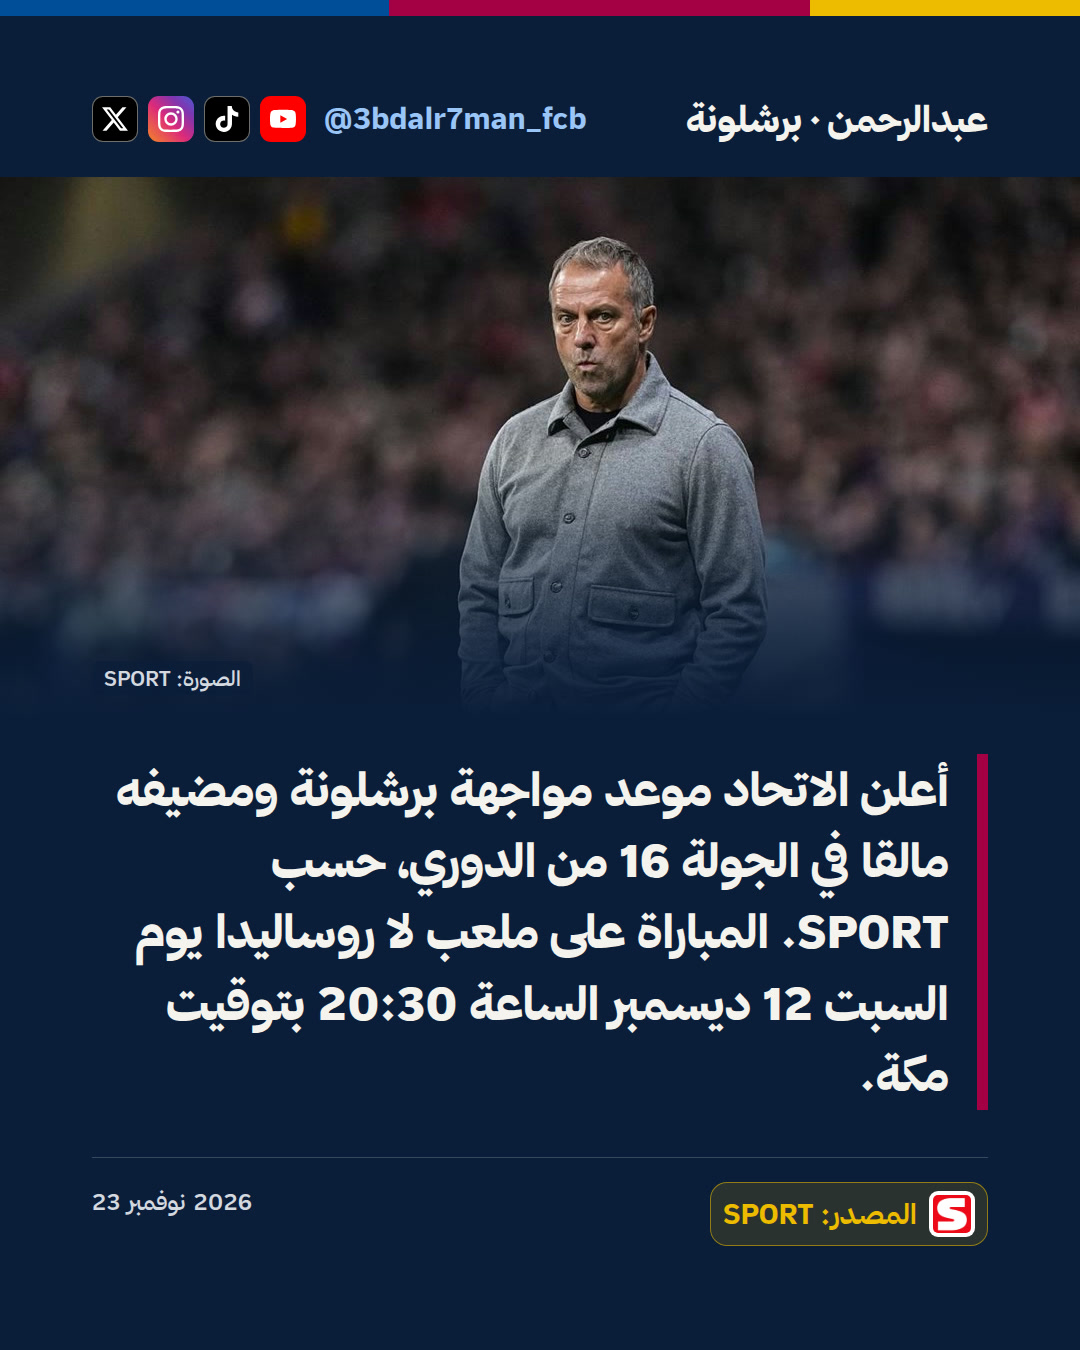 عبدالرحمن · برشلونة
@3bdalr7man_fcb
الصورة: SPORT
أعلن الاتحاد موعد مواجهة برشلونة ومضيفه
مالقا في الجولة 16 من الدوري، حسب
SPORT. المباراة على ملعب لا روساليدا يوم
السبت 12 ديسمبر الساعة 20:30 بتوقيت
مكة.
S المصدر: SPORT
23 نوفمبر 2026